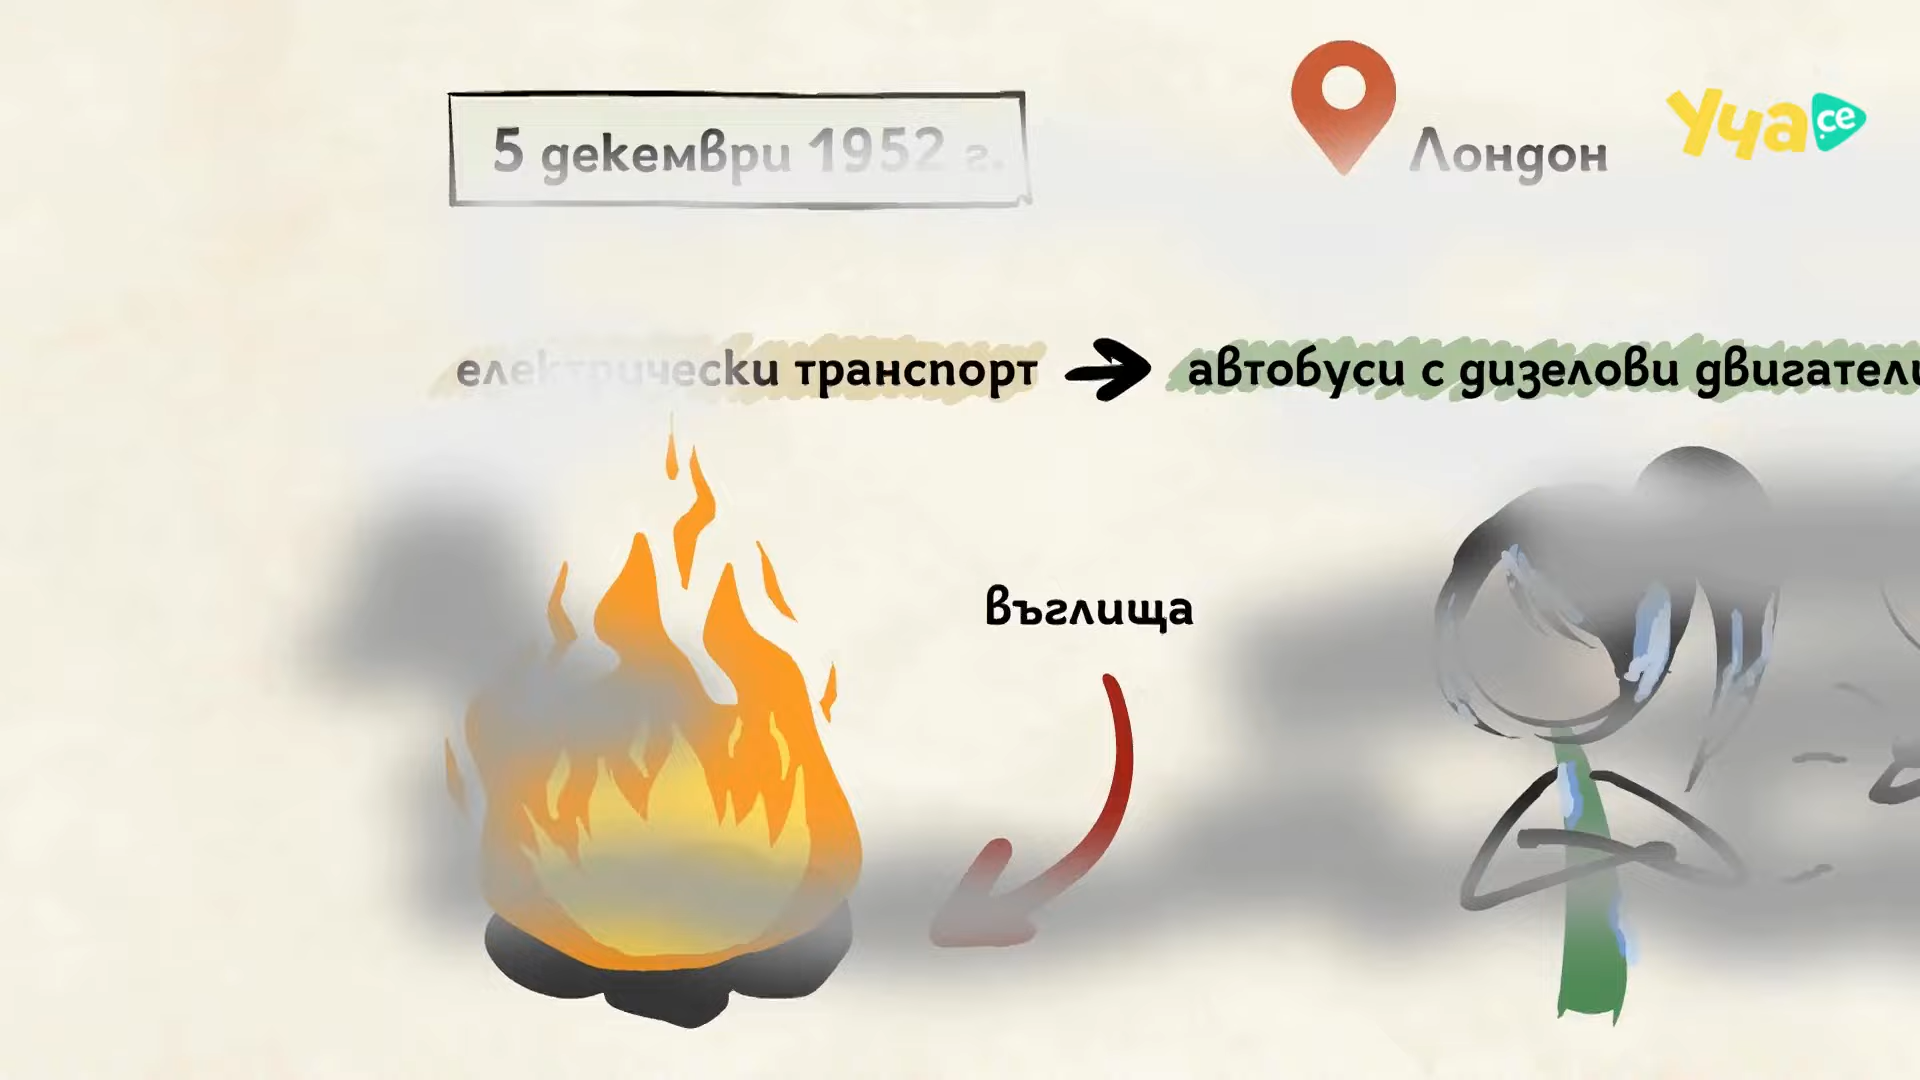 5 декември 1952 г.
Лондон
Уча се
електрически транспорт
автобуси с дизелови двигатели
въглища